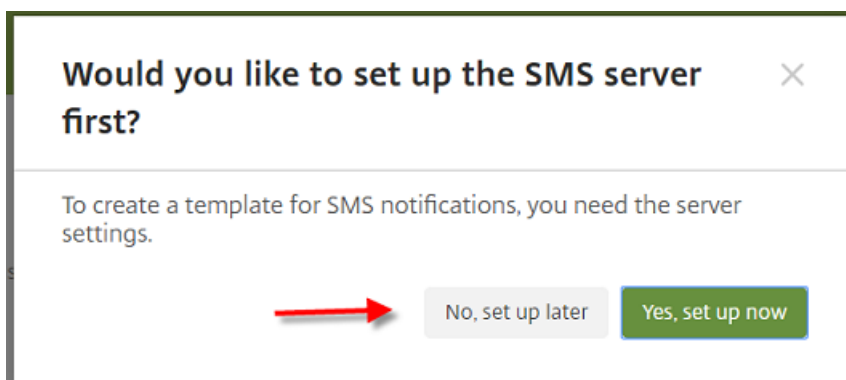 Would you like to set up the SMS server
first?
To create a template for SMS notifications, you need the server
settings.
No, set up later
Yes, set up now